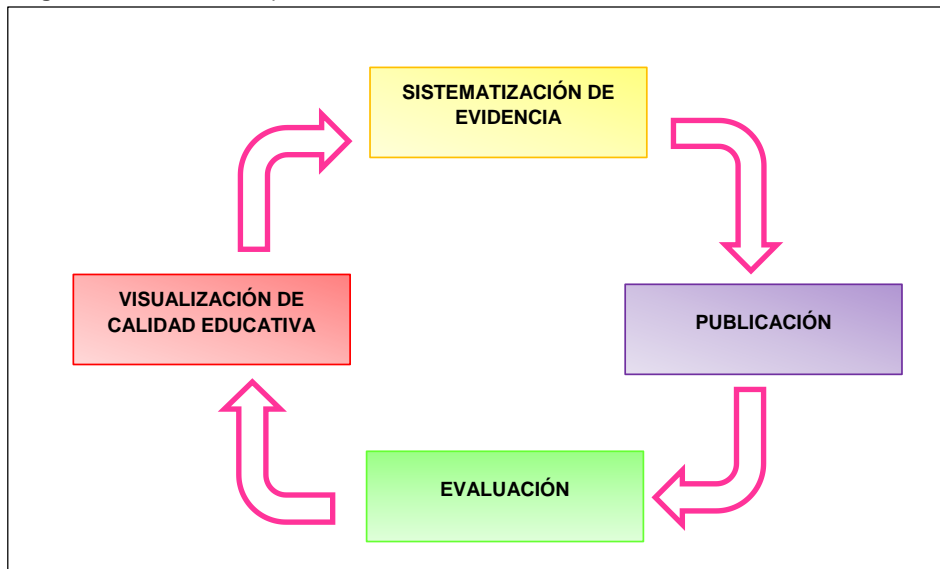 SISTEMATIZACIÓN DE
EVIDENCIA
PUBLICACIÓN
EVALUACIÓN
VISUALIZACIÓN DE
CALIDAD EDUCATIVA